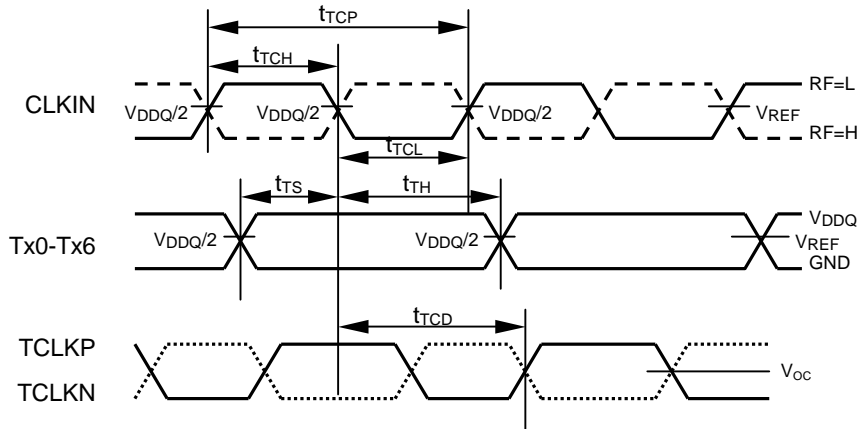 tTCP
tTCH
CLKIN
RF=L
VDDQ/2 VDDQ/2 VDDQ/2 VREF
RF=H
tTCL
tTS tTH
VDDQ
Tx0-Tx6 VDDQ/2 VDDQ/2 VREF
GND
tTCD
TCLKP
VOC
TCLKN